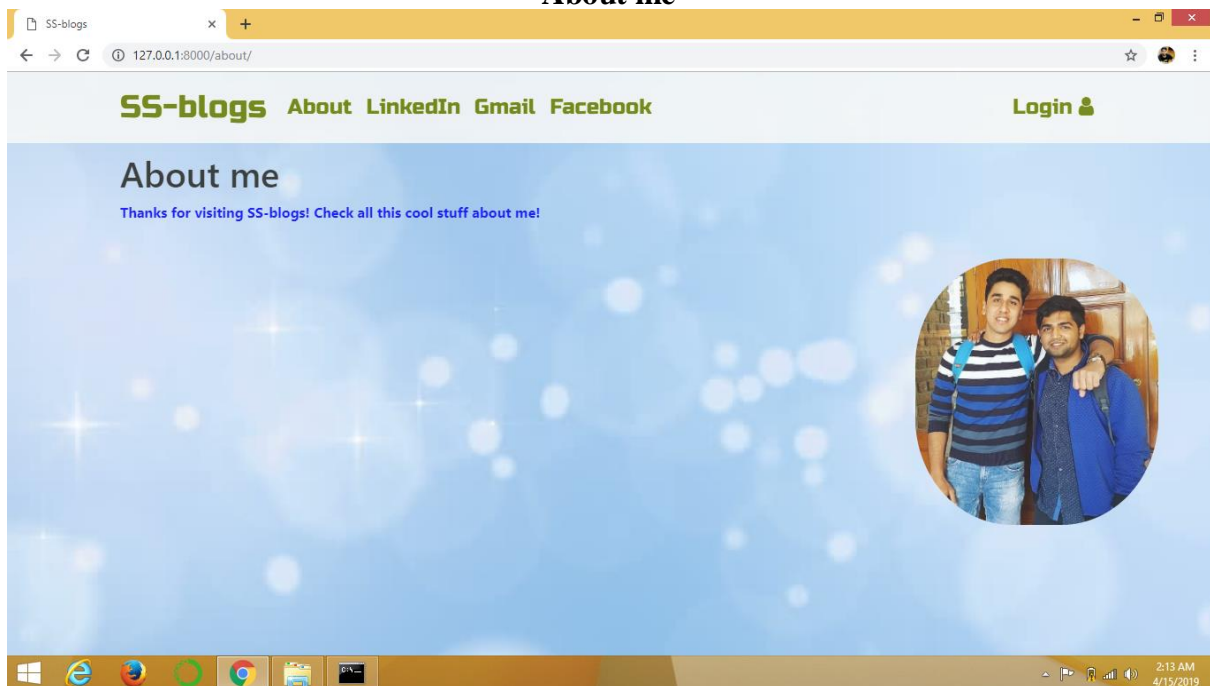 About me
SS-blogs
127.0.0.1:8000/about/
SS-blogs About LinkedIn Gmail Facebook Login
About me
Thanks for visiting SS-blogs! Check all this cool stuff about me!
2:13 AM
4/15/2019